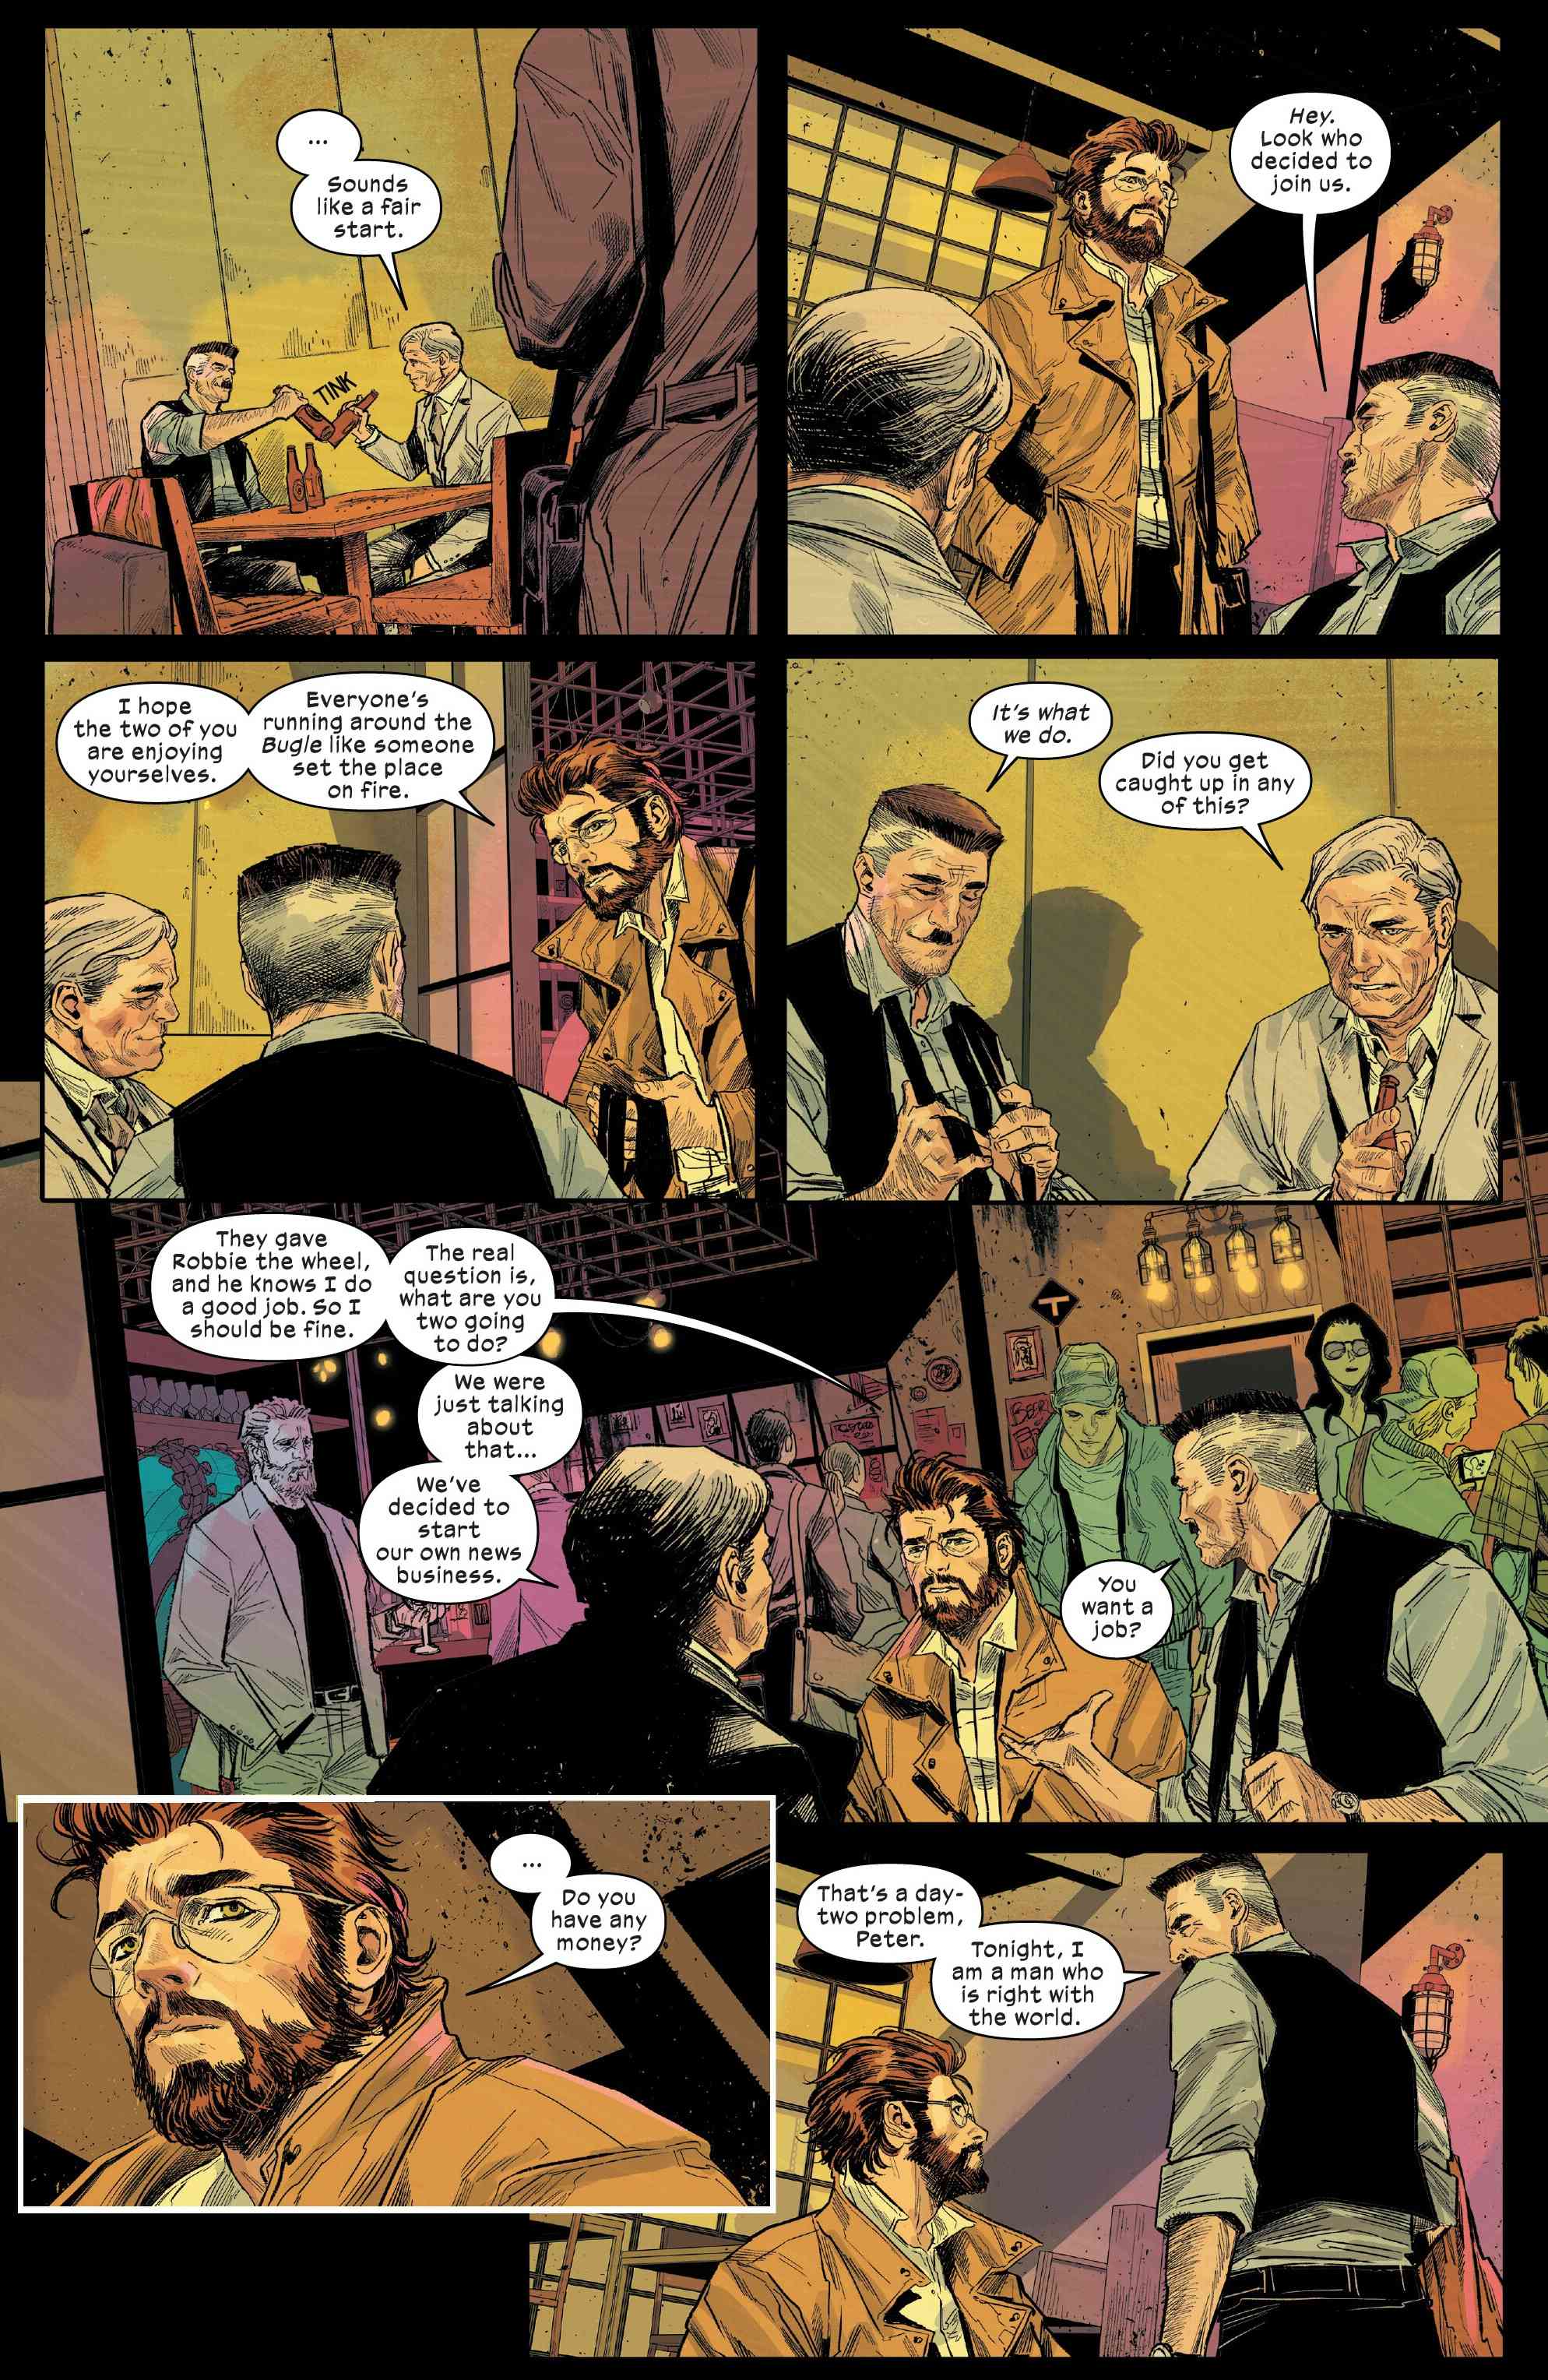 ...
Sounds
like a fair
start.
TINK
Hey.
Look who
decided to
join us.
I hope
the two of you
are enjoying
yourselves.
Everyone's
running around the
Bugle like someone
set the place
on fire.
It's what
we do.
Did you get
caught up in any
of this?
They gave
Robbie the wheel,
and he knows I do
a good job. So I
should be fine.
The real
question is,
what are you
two going
to do?
We were
just talking
about
that...
We've
decided to
start
our own news
business.
BEER
You
want a
job?
...
Do you
have any
money?
That's a day-
two problem,
Peter.
Tonight, I
am a man who
is right with
the world.